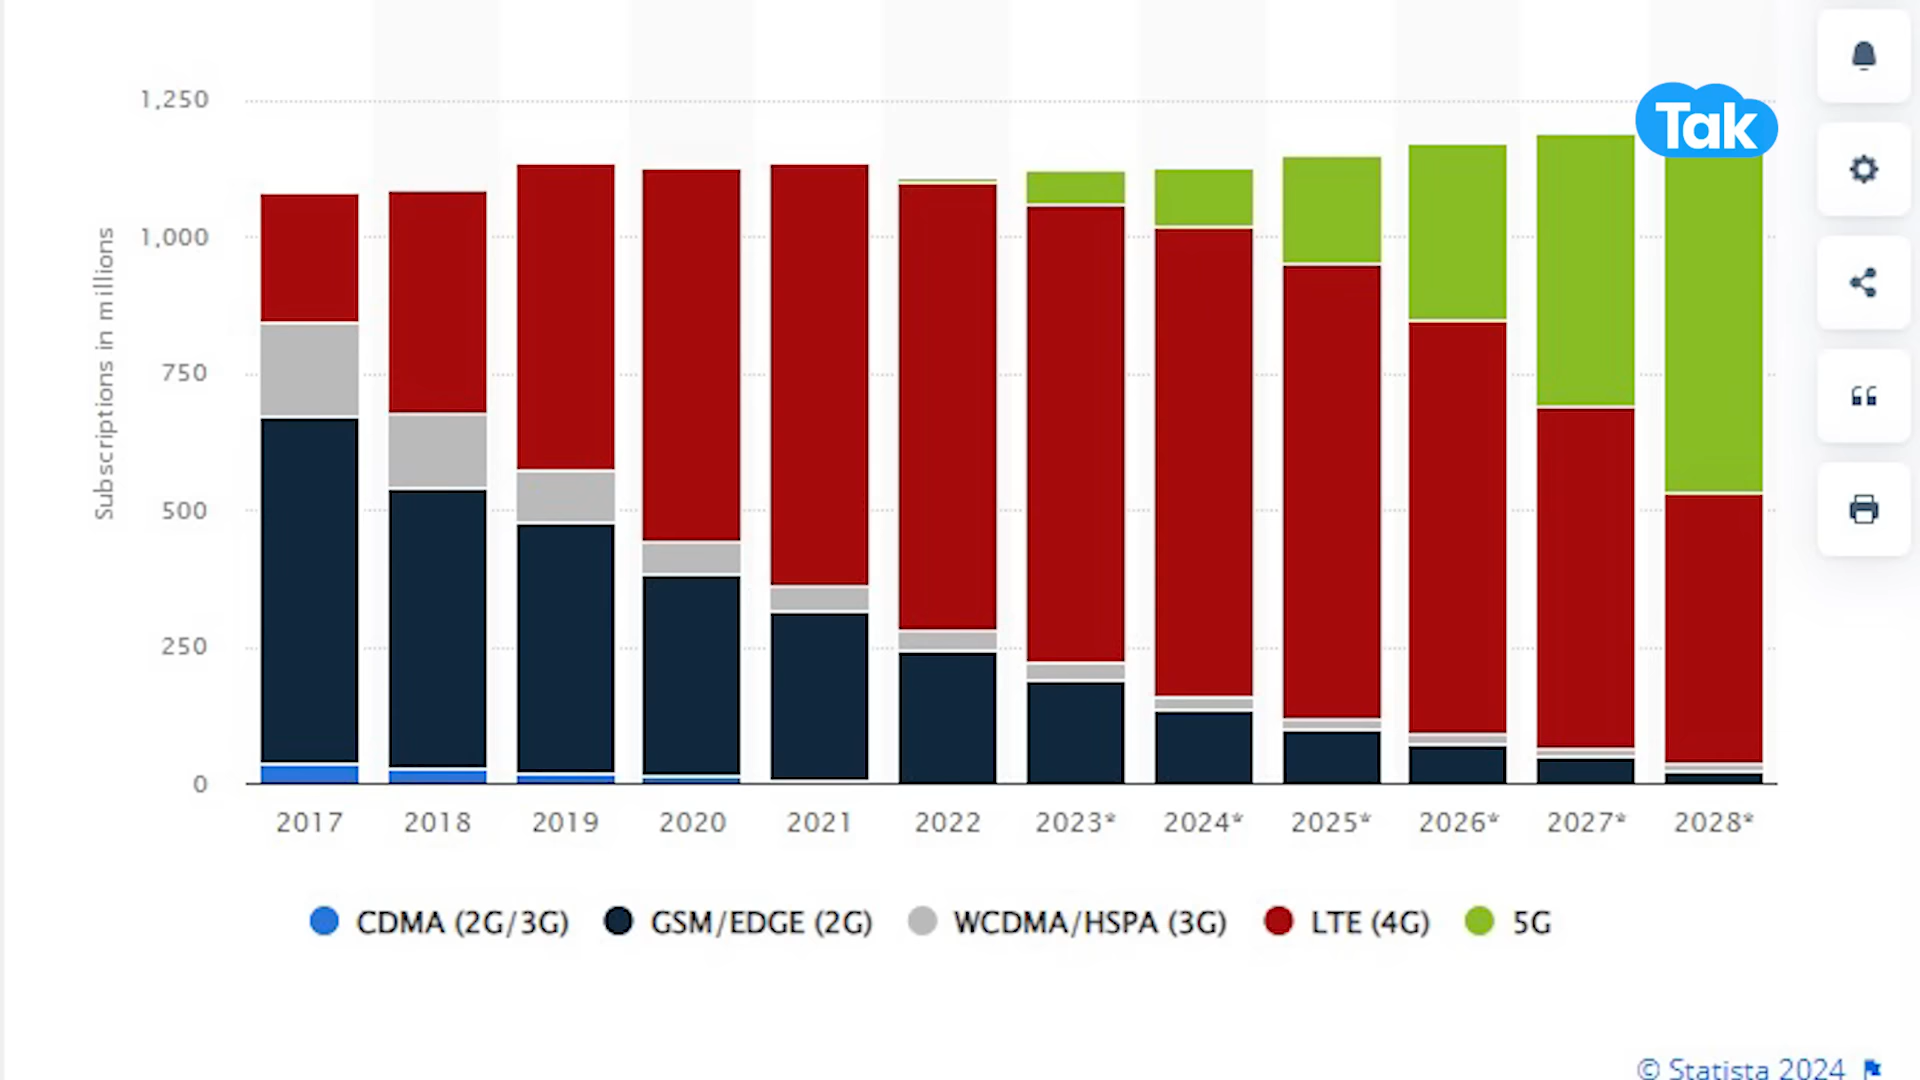 1,250
1,000
750
500
250
0
Subscriptions in millions
Tak
2017 2018 2019 2020 2021 2022 2023* 2024* 2025* 2026* 2027* 2028*
CDMA (2G/3G) GSM/EDGE (2G) WCDMA/HSPA (3G) LTE (4G) 5G
© Statista 2024